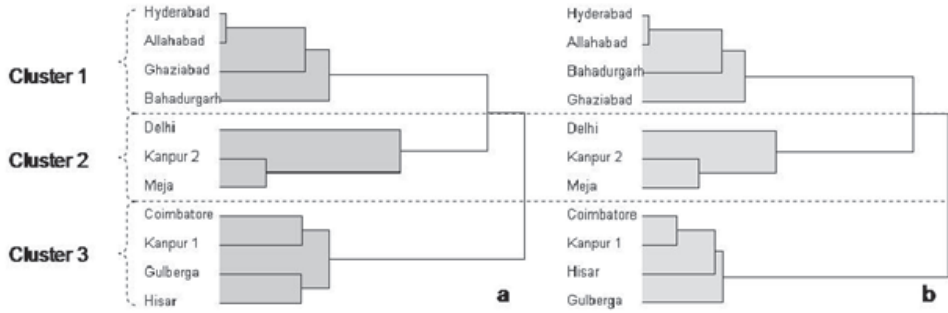 Hyderabad
Allahabad
Cluster 1
Ghaziabad
Bahadurgarh
Delhi
Cluster 2
Kanpur 2
Meja
Coimbatore
Kanpur 1
Cluster 3
Gulberga
Hisar
a
Hyderabad
Allahabad
Bahadurgarh
Ghaziabad
Delhi
Kanpur 2
Meja
Coimbatore
Kanpur 1
Hisar
Gulberga
b